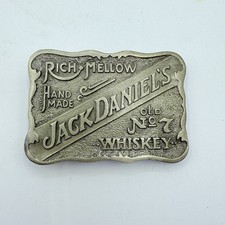 RICH · MELLOW
HAND
MADE
JACK DANIEL'S
OLD
No 7
· WHISKEY ·